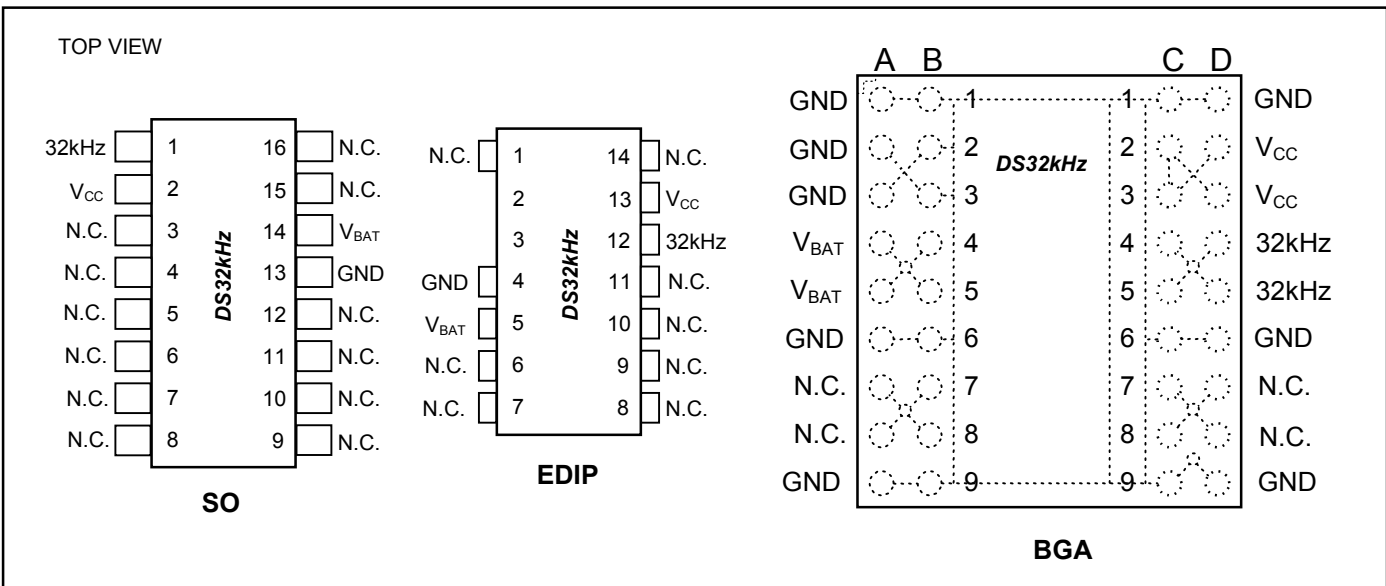 TOP VIEW
A B C D
GND 1 1 GND
GND 2 DS32kHz 2 VCC
GND 3 3 VCC
VBAT 4 4 32kHz
VBAT 5 5 32kHz
GND 6 6 GND
N.C. 7 7 N.C.
N.C. 8 8 N.C.
GND 9 9 GND
BGA
32kHz 1 16 N.C.
VCC 2 15 N.C.
N.C. 3 14 VBAT
N.C. 4 13 GND
N.C. 5 12 N.C.
N.C. 6 11 N.C.
N.C. 7 10 N.C.
N.C. 8 9 N.C.
DS32kHz
SO
N.C. 1 14 N.C.
2 13 VCC
3 12 32kHz
GND 4 11 N.C.
VBAT 5 10 N.C.
N.C. 6 9 N.C.
N.C. 7 8 N.C.
DS32kHz
EDIP